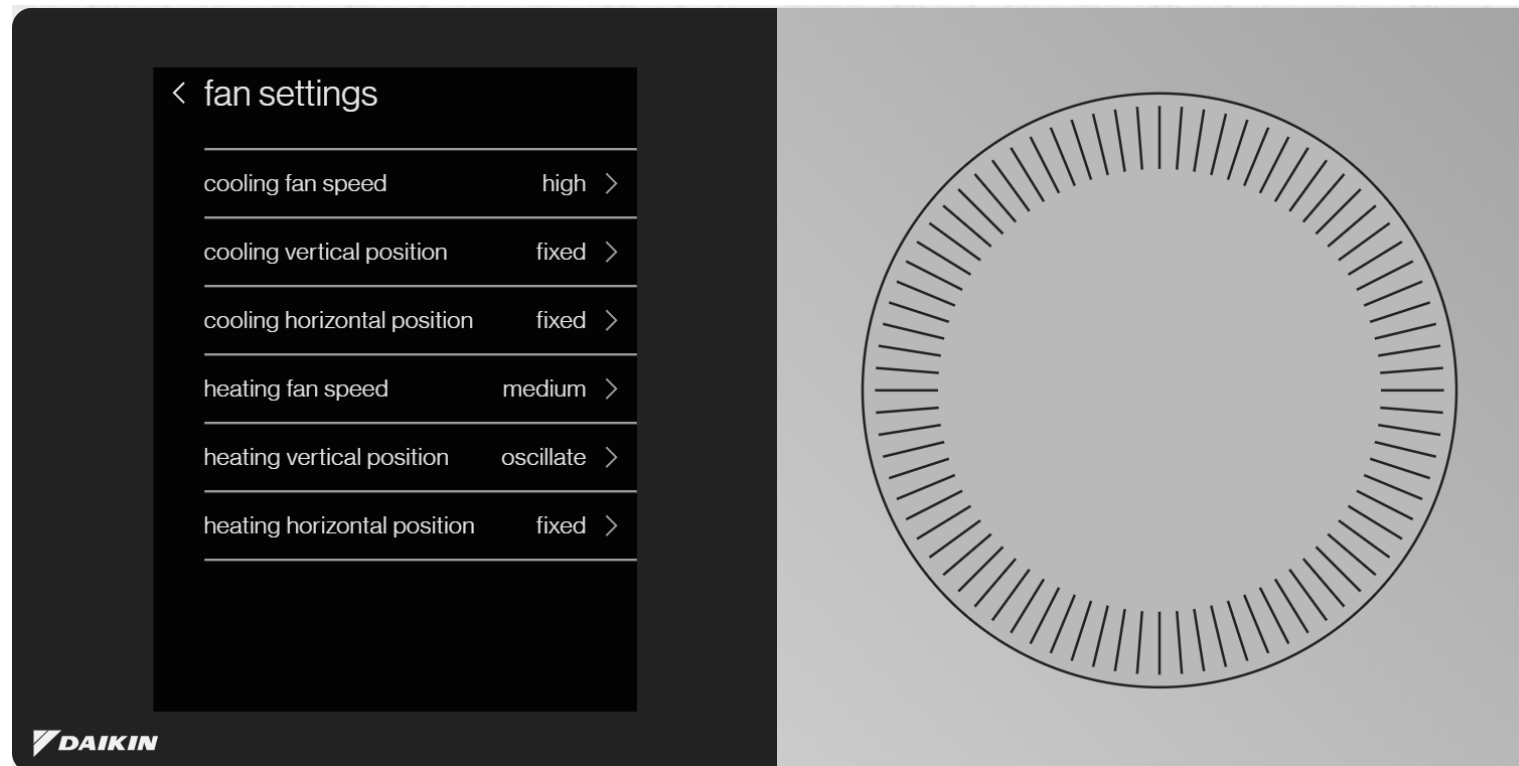 fan settings
cooling fan speed high
cooling vertical position fixed
cooling horizontal position fixed
heating fan speed medium
heating vertical position oscillate
heating horizontal position fixed
DAIKIN